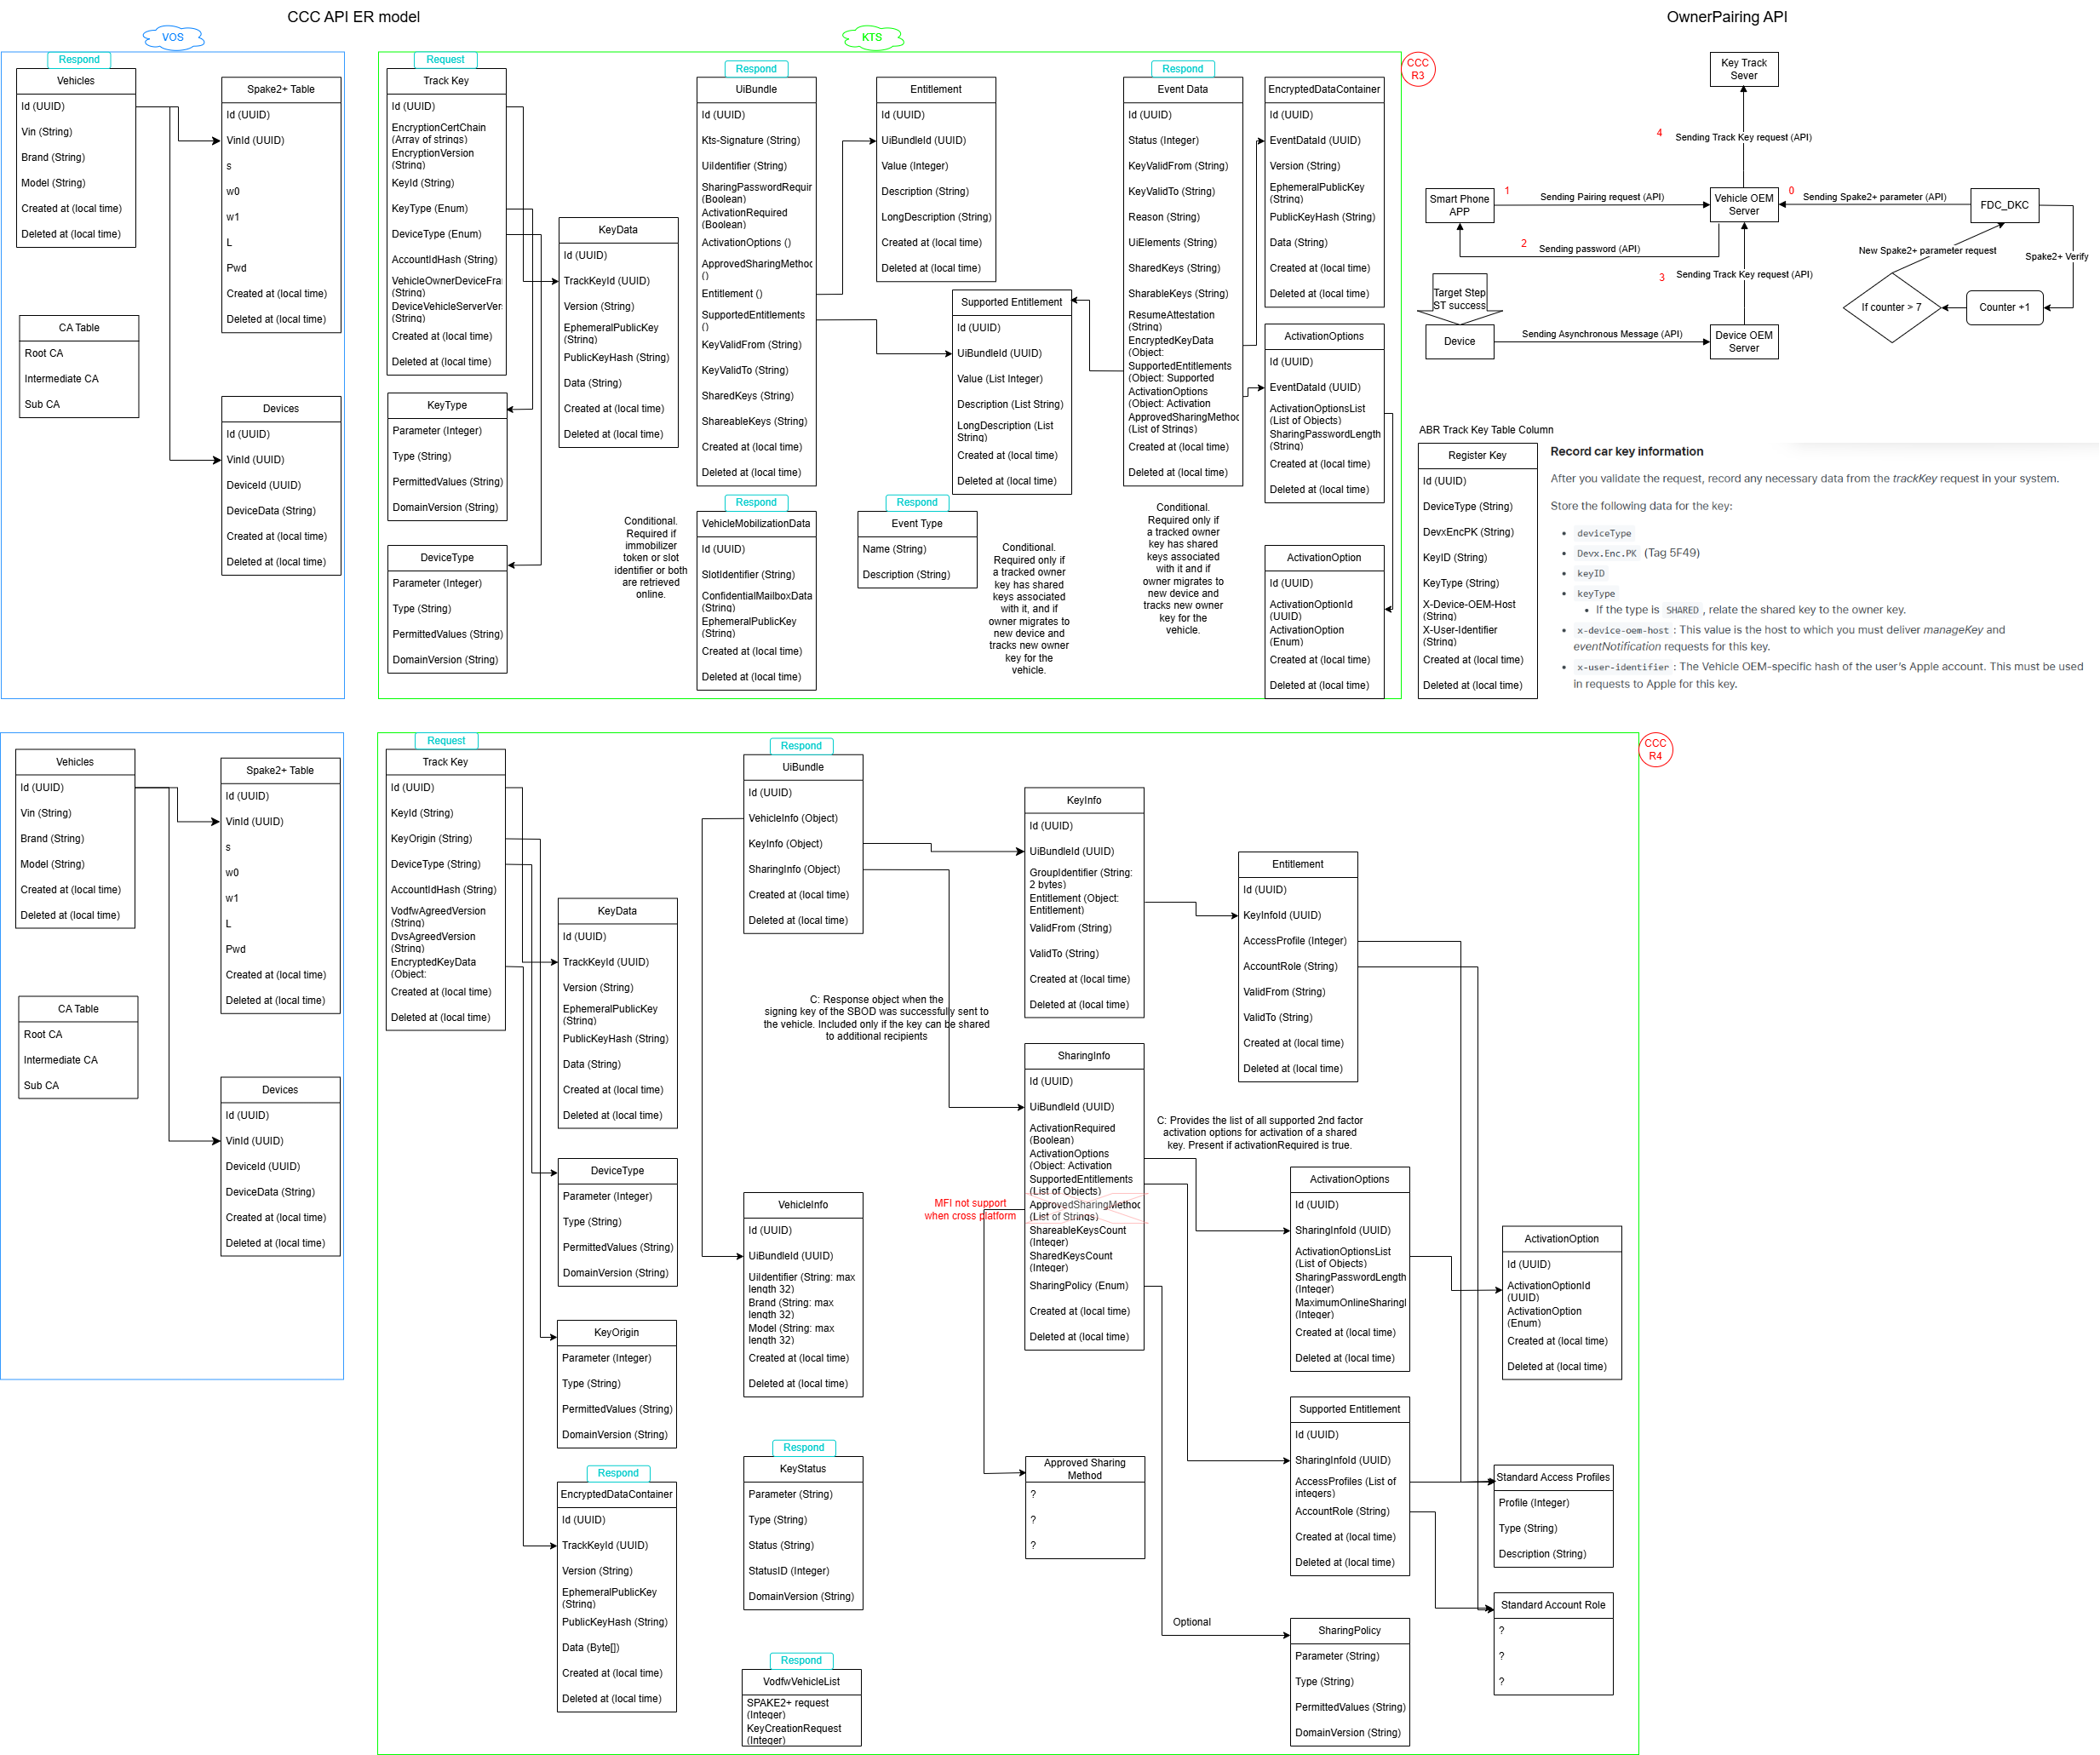 CCC API ER model
OwnerPairing API
VOS
KTS
CCC
R3
Respond
Vehicles
Id (UUID)
Vin (String)
Brand (String)
Model (String)
Created at (local time)
Deleted at (local time)
Spake2+ Table
Id (UUID)
VinId (UUID)
s
w0
w1
L
Pwd
Created at (local time)
Deleted at (local time)
CA Table
Root CA
Intermediate CA
Sub CA
Devices
Id (UUID)
VinId (UUID)
DeviceId (UUID)
DeviceData (String)
Created at (local time)
Deleted at (local time)
Request
Track Key
Id (UUID)
EncryptionCertChain
(Array of strings)
EncryptionVersion
(String)
KeyId (String)
KeyType (Enum)
DeviceType (Enum)
AccountIdHash (String)
VehicleOwnerDeviceFra
(String)
DeviceVehicleServerVer
(String)
Created at (local time)
Deleted at (local time)
KeyType
Parameter (Integer)
Type (String)
PermittedValues (String)
DomainVersion (String)
DeviceType
Parameter (Integer)
Type (String)
PermittedValues (String)
DomainVersion (String)
KeyData
Id (UUID)
TrackKeyId (UUID)
Version (String)
EphemeralPublicKey
(String)
PublicKeyHash (String)
Data (String)
Created at (local time)
Deleted at (local time)
Conditional.
Required if
immobilizer
token or slot
identifier or both
are retrieved
online.
Respond
UiBundle
Id (UUID)
Kts-Signature (String)
UiIdentifier (String)
SharingPasswordRequir
(Boolean)
ActivationRequired
(Boolean)
ActivationOptions ()
ApprovedSharingMethod
()
Entitlement ()
SupportedEntitlements
()
KeyValidFrom (String)
KeyValidTo (String)
SharedKeys (String)
ShareableKeys (String)
Created at (local time)
Deleted at (local time)
Respond
VehicleMobilizationData
Id (UUID)
SlotIdentifier (String)
ConfidentialMailboxData
(String)
EphemeralPublicKey
(String)
Created at (local time)
Deleted at (local time)
Entitlement
Id (UUID)
UiBundleId (UUID)
Value (Integer)
Description (String)
LongDescription (String)
Created at (local time)
Deleted at (local time)
Supported Entitlement
Id (UUID)
UiBundleId (UUID)
Value (List Integer)
Description (List String)
LongDescription (List
String)
Created at (local time)
Deleted at (local time)
Respond
Event Type
Name (String)
Description (String)
Conditional.
Required only if
a tracked owner
key has shared
keys associated
with it, and if
owner migrates to
new device and
tracks new owner
key for the
vehicle.
Respond
Event Data
Id (UUID)
Status (Integer)
KeyValidFrom (String)
KeyValidTo (String)
Reason (String)
UiElements (String)
SharedKeys (String)
SharableKeys (String)
ResumeAttestation
(String)
EncryptedKeyData
(Object:
SupportedEntitlements
(Object: Supported
ActivationOptions
(Object: Activation
ApprovedSharingMethod
(List of Strings)
Created at (local time)
Deleted at (local time)
Conditional.
Required only if
a tracked owner
key has shared
keys associated
with it and if
owner migrates to
new device and
tracks new owner
key for the
vehicle.
EncryptedDataContainer
Id (UUID)
EventDataId (UUID)
Version (String)
EphemeralPublicKey
(String)
PublicKeyHash (String)
Data (String)
Created at (local time)
Deleted at (local time)
ActivationOptions
Id (UUID)
EventDataId (UUID)
ActivationOptionsList
(List of Objects)
SharingPasswordLength
(String)
Created at (local time)
Deleted at (local time)
ActivationOption
Id (UUID)
ActivationOptionId
(UUID)
ActivationOption
(Enum)
Created at (local time)
Deleted at (local time)
Key Track
Sever
4
Sending Track Key request (API)
Smart Phone
APP
1
Sending Pairing request (API)
Vehicle OEM
Server
0
Sending Spake2+ parameter (API)
FDC_DKC
2
Sending password (API)
New Spake2+ parameter request
Spake2+ Verify
3
Sending Track Key request (API)
Target Step
ST success
If counter > 7
Counter +1
Device
Sending Asynchronous Message (API)
Device OEM
Server
ABR Track Key Table Column
Register Key
Id (UUID)
DeviceType (String)
DevxEncPK (String)
KeyID (String)
KeyType (String)
X-Device-OEM-Host
(String)
X-User-Identifier
(String)
Created at (local time)
Deleted at (local time)
Record car key information
After you validate the request, record any necessary data from the trackKey request in your system.
Store the following data for the key:
• deviceType
• Devx.Enc.PK (Tag 5F49)
• keyID
• keyType
• If the type is SHARED , relate the shared key to the owner key.
• x-device-oem-host : This value is the host to which you must deliver manageKey and
eventNotification requests for this key.
• x-user-identifier : The Vehicle OEM-specific hash of the user's Apple account. This must be used
in requests to Apple for this key.
CCC
R4
Vehicles
Id (UUID)
Vin (String)
Brand (String)
Model (String)
Created at (local time)
Deleted at (local time)
Spake2+ Table
Id (UUID)
VinId (UUID)
s
w0
w1
L
Pwd
Created at (local time)
Deleted at (local time)
CA Table
Root CA
Intermediate CA
Sub CA
Devices
Id (UUID)
VinId (UUID)
DeviceId (UUID)
DeviceData (String)
Created at (local time)
Deleted at (local time)
Request
Track Key
Id (UUID)
KeyId (String)
KeyOrigin (String)
DeviceType (String)
AccountIdHash (String)
VodfwAgreedVersion
(String)
DvsAgreedVersion
(String)
EncryptedKeyData
(Object:
Created at (local time)
Deleted at (local time)
KeyData
Id (UUID)
TrackKeyId (UUID)
Version (String)
EphemeralPublicKey
(String)
PublicKeyHash (String)
Data (String)
Created at (local time)
Deleted at (local time)
DeviceType
Parameter (Integer)
Type (String)
PermittedValues (String)
DomainVersion (String)
KeyOrigin
Parameter (Integer)
Type (String)
PermittedValues (String)
DomainVersion (String)
Respond
EncryptedDataContainer
Id (UUID)
TrackKeyId (UUID)
Version (String)
EphemeralPublicKey
(String)
PublicKeyHash (String)
Data (Byte[])
Created at (local time)
Deleted at (local time)
Respond
UiBundle
Id (UUID)
VehicleInfo (Object)
KeyInfo (Object)
SharingInfo (Object)
Created at (local time)
Deleted at (local time)
C: Response object when the
signing key of the SBOD was successfully sent to
the vehicle. Included only if the key can be shared
to additional recipients
VehicleInfo
Id (UUID)
UiBundleId (UUID)
UiIdentifier (String: max
length 32)
Brand (String: max
length 32)
Model (String: max
length 32)
Created at (local time)
Deleted at (local time)
Respond
KeyStatus
Parameter (String)
Type (String)
Status (String)
StatusID (Integer)
DomainVersion (String)
Respond
VodfwVehicleList
SPAKE2+ request
(Integer)
KeyCreationRequest
(Integer)
KeyInfo
Id (UUID)
UiBundleId (UUID)
GroupIdentifier (String:
2 bytes)
Entitlement (Object:
Entitlement)
ValidFrom (String)
ValidTo (String)
Created at (local time)
Deleted at (local time)
SharingInfo
Id (UUID)
UiBundleId (UUID)
ActivationRequired
(Boolean)
ActivationOptions
(Object: Activation
SupportedEntitlements
(List of Objects)
ApprovedSharingMethod
(List of Strings)
ShareableKeysCount
(Integer)
SharedKeysCount
(Integer)
SharingPolicy (Enum)
Created at (local time)
Deleted at (local time)
MFI not support
when cross platform
Approved Sharing
Method
?
?
?
Entitlement
Id (UUID)
KeyInfoId (UUID)
AccessProfile (Integer)
AccountRole (String)
ValidFrom (String)
ValidTo (String)
Created at (local time)
Deleted at (local time)
C: Provides the list of all supported 2nd factor
activation options for activation of a shared
key. Present if activationRequired is true.
ActivationOptions
Id (UUID)
SharingInfoId (UUID)
ActivationOptionsList
(List of Objects)
SharingPasswordLength
(Integer)
MaximumOnlineSharingI
(Integer)
Created at (local time)
Deleted at (local time)
ActivationOption
Id (UUID)
ActivationOptionId
(UUID)
ActivationOption
(Enum)
Created at (local time)
Deleted at (local time)
Supported Entitlement
Id (UUID)
SharingInfoId (UUID)
AccessProfiles (List of
integers)
AccountRole (String)
Created at (local time)
Deleted at (local time)
Standard Access Profiles
Profile (Integer)
Type (String)
Description (String)
Standard Account Role
?
?
?
Optional
SharingPolicy
Parameter (String)
Type (String)
PermittedValues (String)
DomainVersion (String)